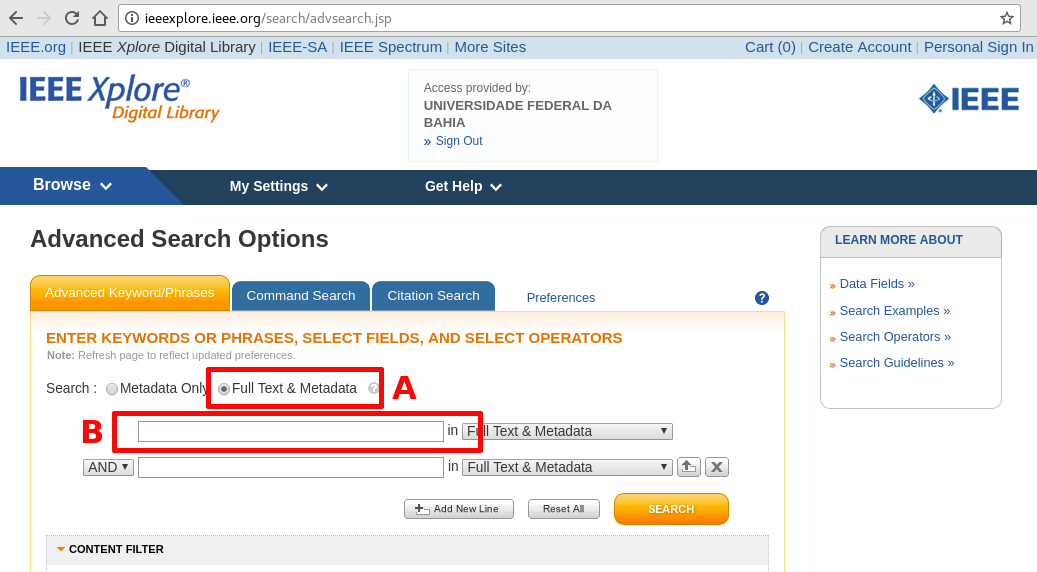 ieeexplore.ieee.org/search/advsearch.jsp
IEEE.org | IEEE Xplore Digital Library | IEEE-SA | IEEE Spectrum | More Sites Cart (0) | Create Account | Personal Sign In
IEEE Xplore®
Digital Library
Access provided by:
UNIVERSIDADE FEDERAL DA
BAHIA
» Sign Out
IEEE
Browse My Settings Get Help
Advanced Search Options
LEARN MORE ABOUT
Data Fields »
Search Examples »
Search Operators »
Search Guidelines »
Advanced Keyword/Phrases Command Search Citation Search Preferences ?
ENTER KEYWORDS OR PHRASES, SELECT FIELDS, AND SELECT OPERATORS
Note: Refresh page to reflect updated preferences.
Search : Metadata Only Full Text & Metadata ? A
B in Full Text & Metadata
AND in Full Text & Metadata
Add New Line Reset All SEARCH
CONTENT FILTER